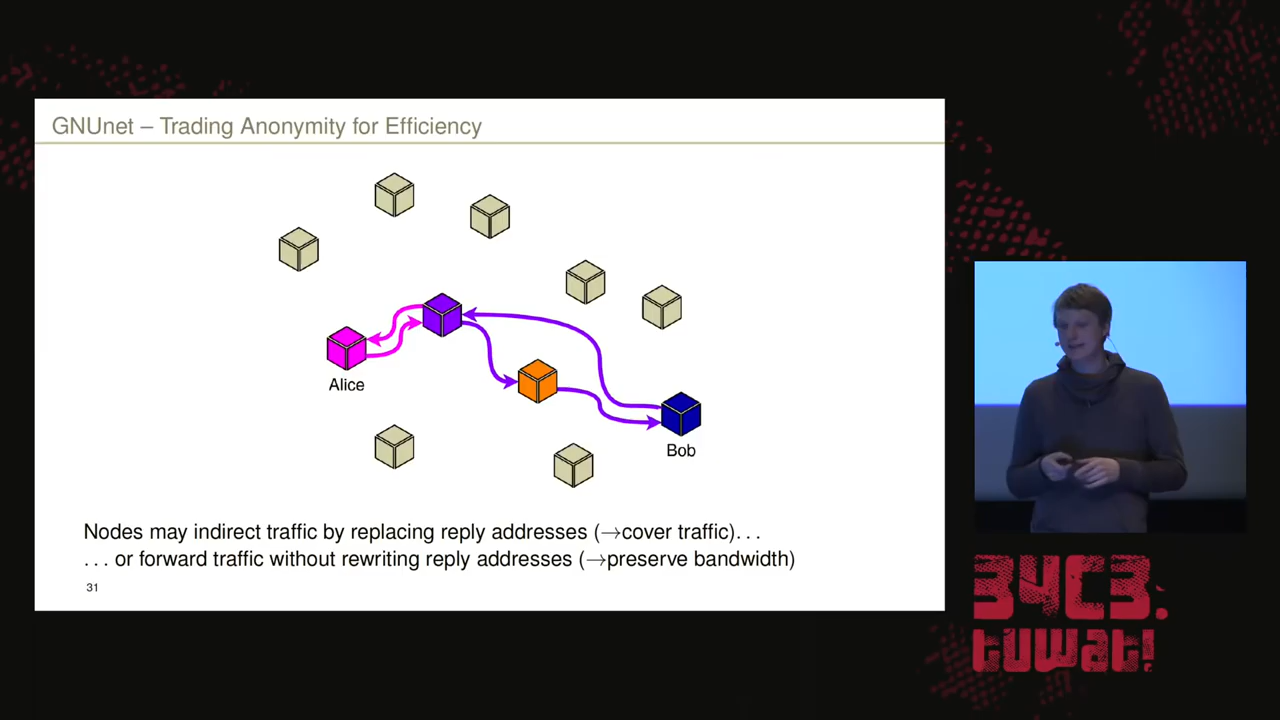 GNUnet – Trading Anonymity for Efficiency
Alice
Bob
Nodes may indirect traffic by replacing reply addresses (→cover traffic). . .
. . . or forward traffic without rewriting reply addresses (→preserve bandwidth)
31
34C3.
tuwat!